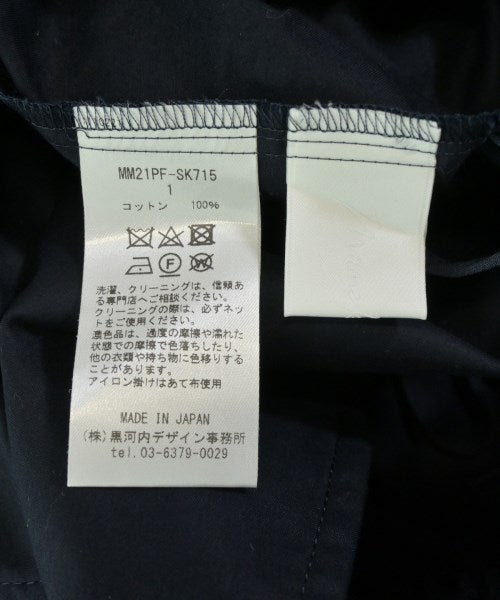 MM21PF-SK715
1
コットン 100%
洗濯、クリーニングは、信頼あ
る専門店へご相談ください。
クリーニングの際は、必ずネッ
トをご使用ください。
濃色品は、過度の摩擦や濡れた
状態での摩擦で色落ちしたり、
他の衣類や持ち物に色移りする
ことがあります。
アイロン掛けはあて布使用
MADE IN JAPAN
(株)黒河内デザイン事務所
tel.03-6379-0029